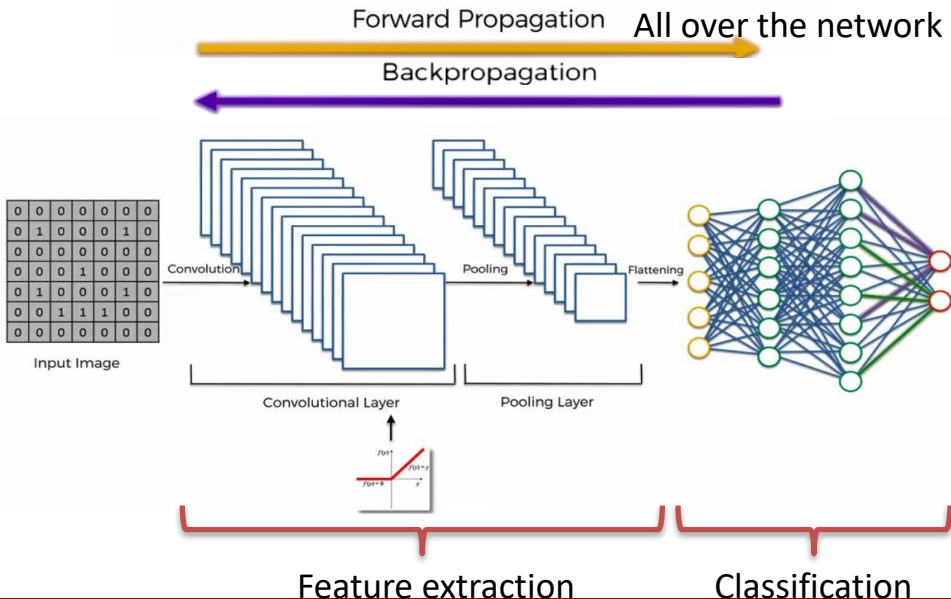 Forward Propagation
All over the network
Backpropagation
0 0 0 0 0 0 0
0 1 0 0 0 1 0
0 0 0 0 0 0 0
0 0 0 1 0 0 0
0 1 0 0 0 1 0
0 0 1 1 1 0 0
0 0 0 0 0 0 0
Convolution
Pooling
Flattening
Input Image
Convolutional Layer
Pooling Layer
f(y)
f(y)=y
f(y)=0
y
Feature extraction
Classification